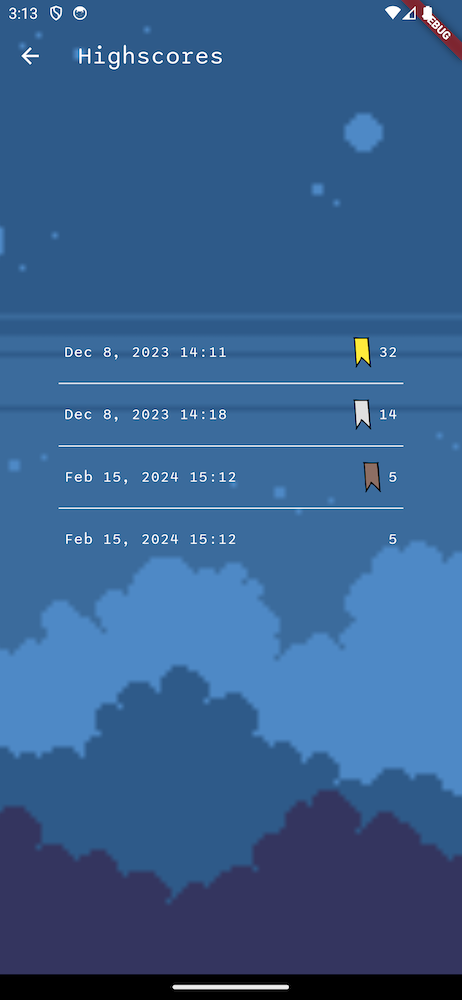 3:13
DEBUG
Highscores
Dec 8, 2023 14:11 32
Dec 8, 2023 14:18 14
Feb 15, 2024 15:12 5
Feb 15, 2024 15:12 5